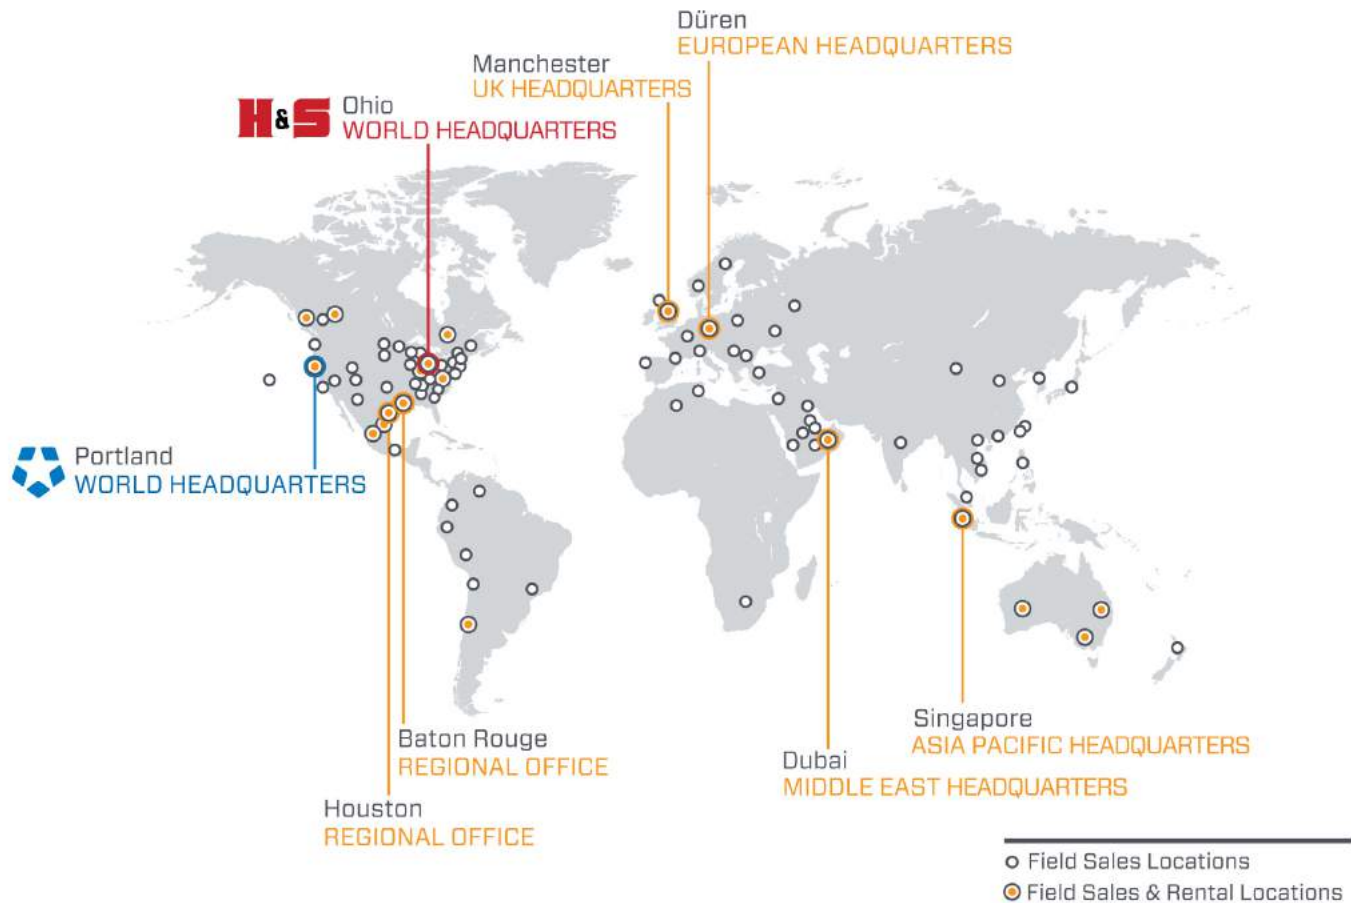 Düren
EUROPEAN HEADQUARTERS
Manchester
UK HEADQUARTERS
H&S
Ohio
WORLD HEADQUARTERS
Portland
WORLD HEADQUARTERS
Baton Rouge
REGIONAL OFFICE
Houston
REGIONAL OFFICE
Singapore
ASIA PACIFIC HEADQUARTERS
Dubai
MIDDLE EAST HEADQUARTERS
Field Sales Locations
Field Sales & Rental Locations